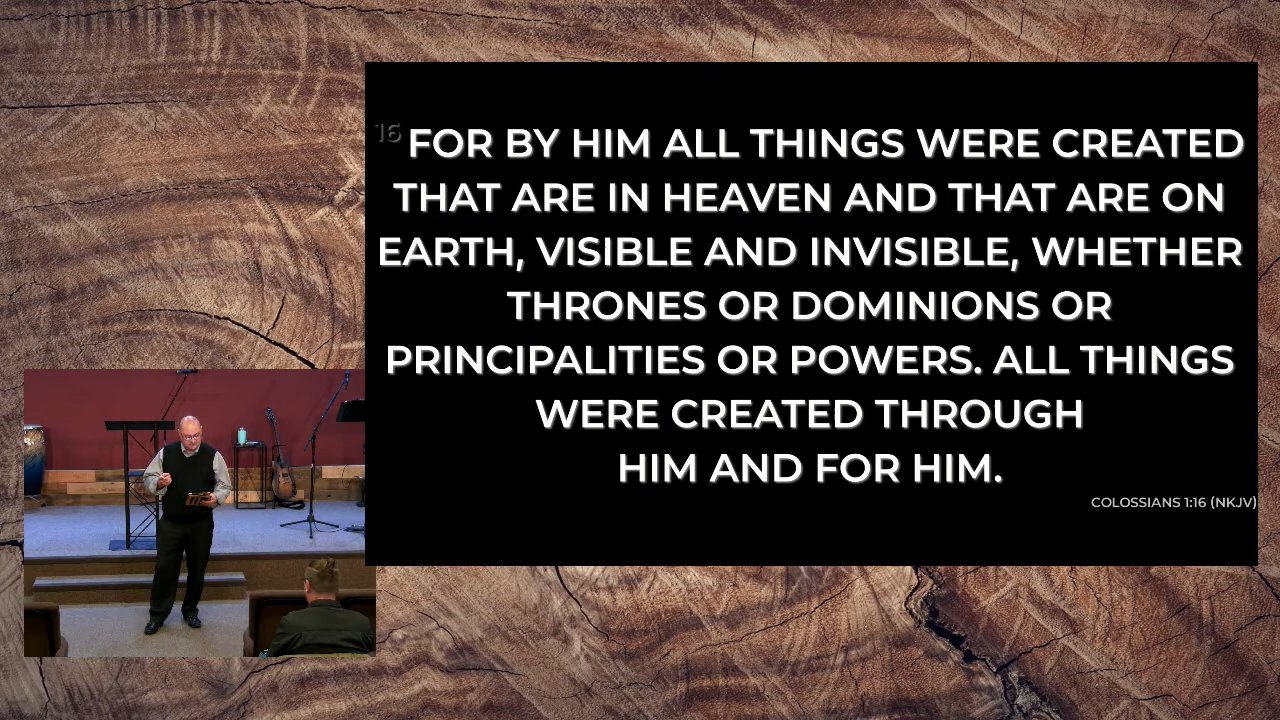 16 FOR BY HIM ALL THINGS WERE CREATED
THAT ARE IN HEAVEN AND THAT ARE ON
EARTH, VISIBLE AND INVISIBLE, WHETHER
THRONES OR DOMINIONS OR
PRINCIPALITIES OR POWERS. ALL THINGS
WERE CREATED THROUGH
HIM AND FOR HIM.
COLOSSIANS 1:16 (NKJV)